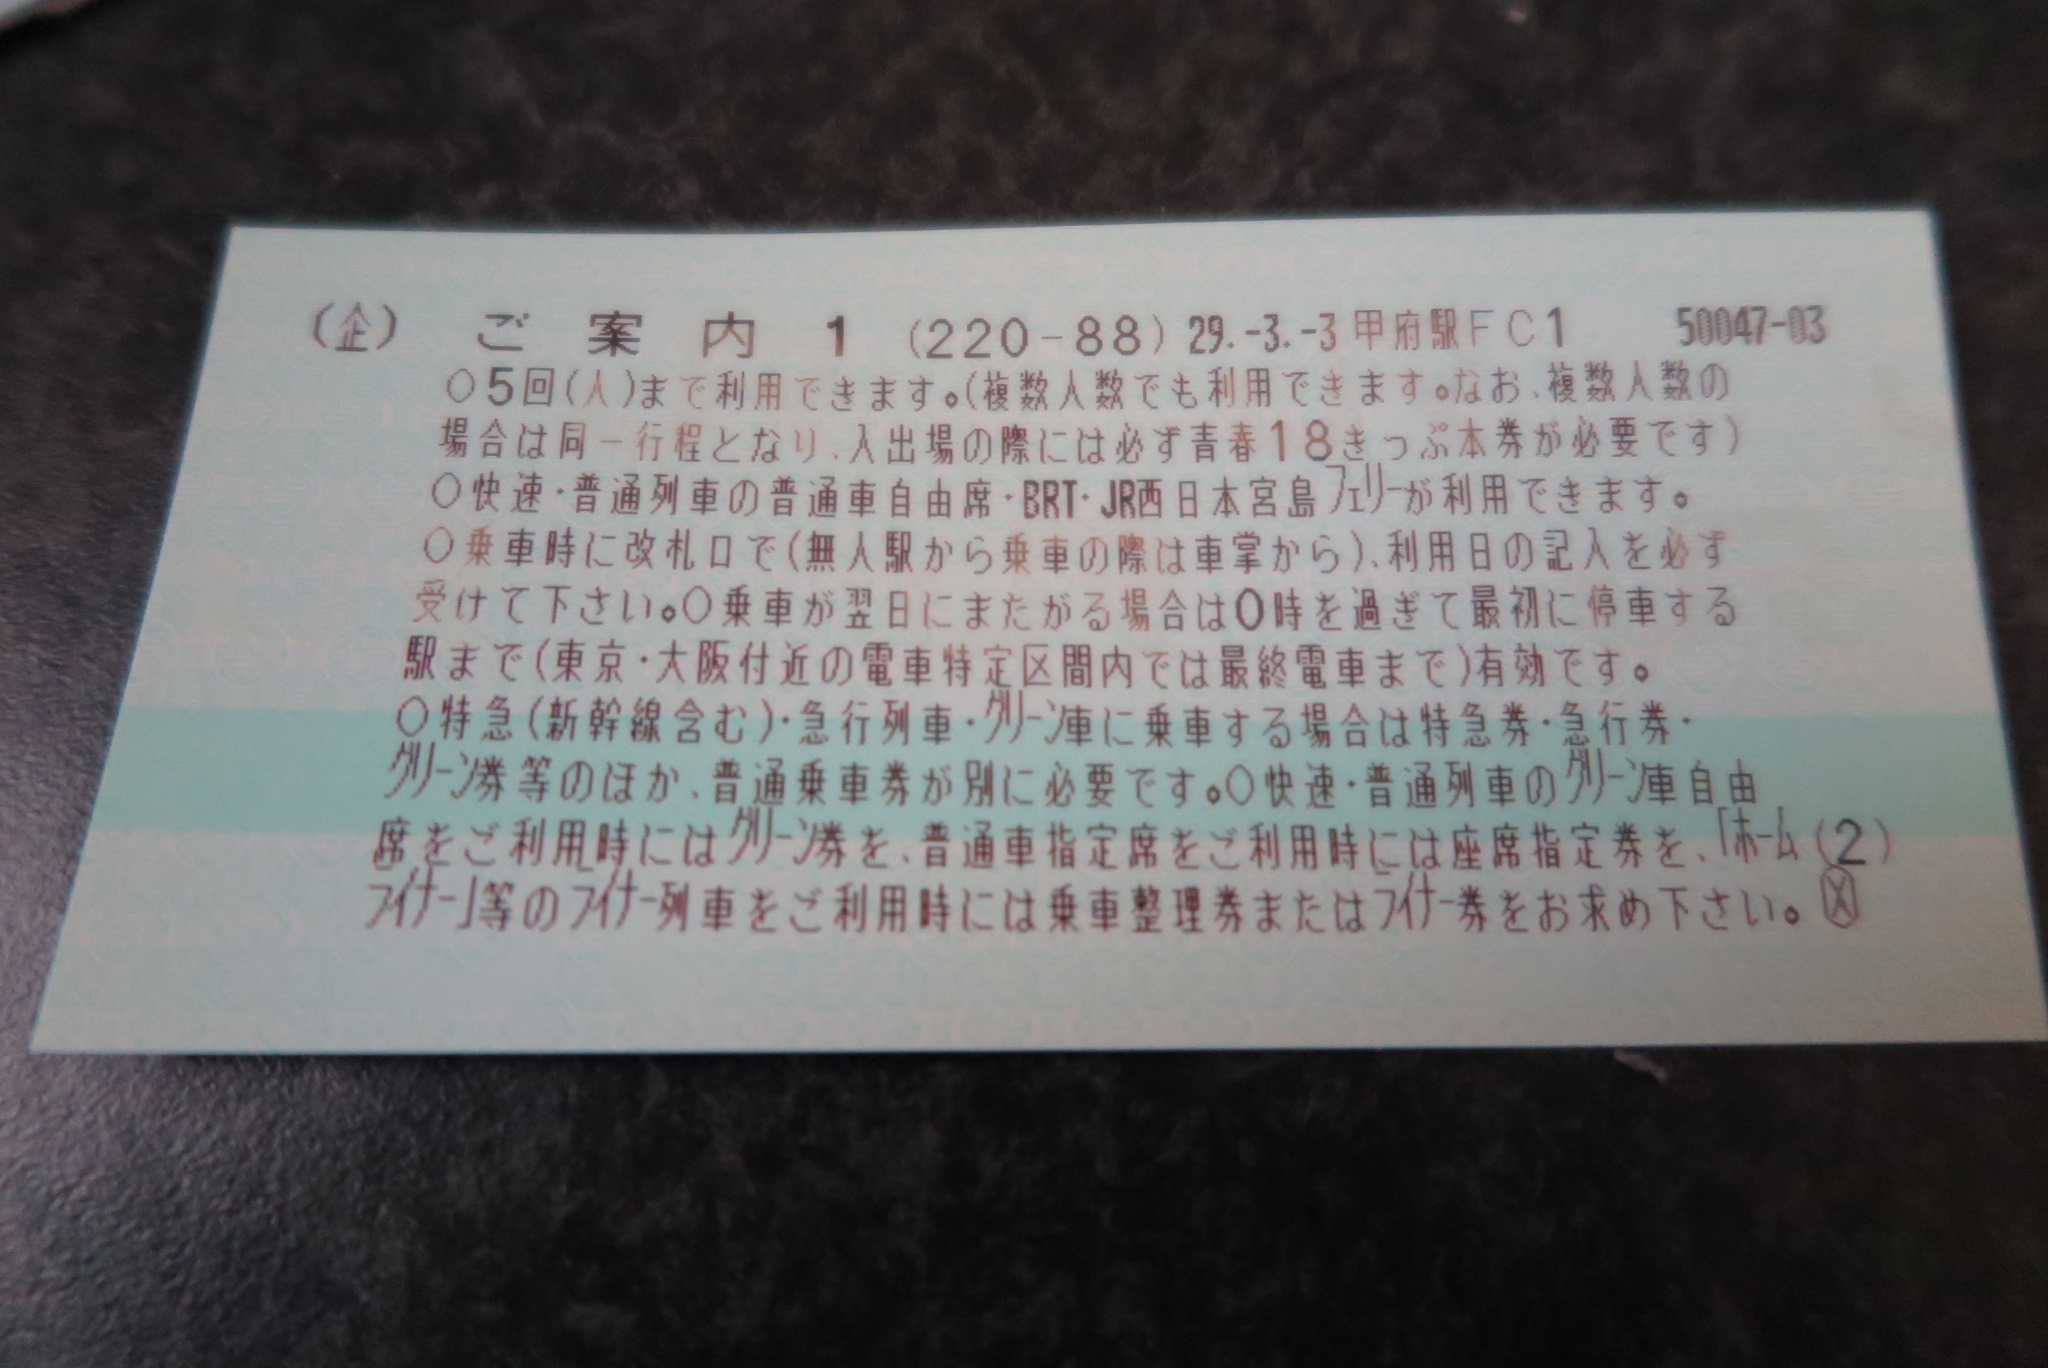 (企) ご案内1 (220-88) 29.-3.-3 甲府駅FC1 50047-03
○5回(人)まで利用できます。(複数人数でも利用できます。なお、複数人数の
場合は同一行程となり、入出場の際には必ず青春18きっぷ本券が必要です)
○快速・普通列車の普通車自由席・BRT・JR西日本宮島フェリーが利用できます。
○乗車時に改札口で(無人駅から乗車の際は車掌から)、利用日の記入を必ず
受けて下さい。○乗車が翌日にまたがる場合は0時を過ぎて最初に停車する
駅まで(東京・大阪付近の電車特定区間内では最終電車まで)有効です。
○特急(新幹線含む)・急行列車・グリーン車に乗車する場合は特急券・急行券・
グリーン券等のほか、普通乗車券が別に必要です。○快速・普通列車のグリーン車自由
席をご利用時にはグリーン券を、普通車指定席をご利用時には座席指定券を、「ホーム (2)
ライナー」等のライナー列車をご利用時には乗車整理券またはライナー券をお求め下さい。